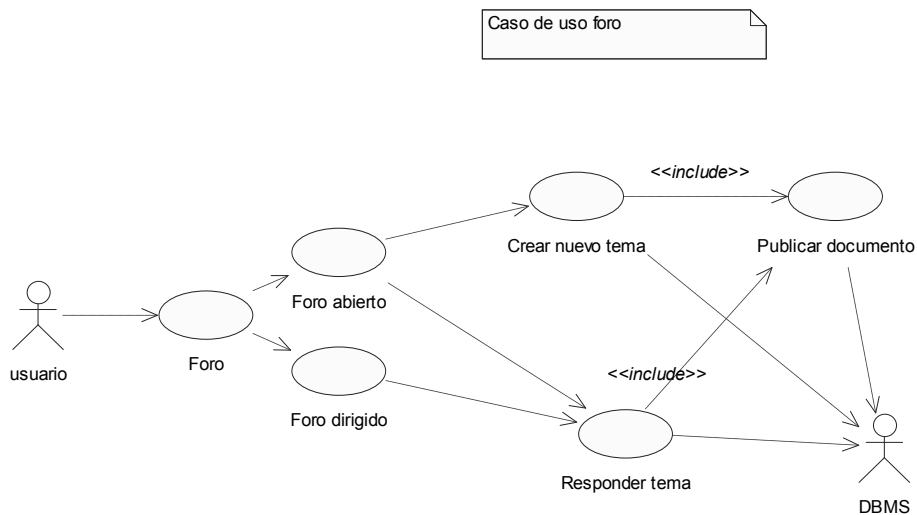 Caso de uso foro
<<include>>
Crear nuevo tema
Publicar documento
Foro abierto
usuario
Foro
<<include>>
Foro dirigido
Responder tema
DBMS